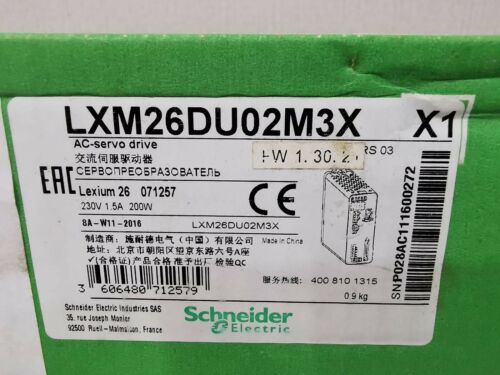 LXM26DU02M3X X1
AC-servo drive
RS 03
交流伺服驱动器
FW 1.30.21
СЕРВОПРЕОБРАЗОВАТЕЛЬ
EAC
Lexium 26 071257
230V 1.5A 200W
CE
8A-W11-2016
LXM26DU02M3X
制造商：施耐德电气（中国）有限公司
Made in China
地址：北京市朝阳区望京东路六号A座
✓(合格证)产品合格准予出厂检验QC
服务热线: 400 810 1315
3 606480 712579
0.9 kg
Schneider Electric Industries SAS
35, rue Joseph Monier
92500 Rueil-Malmaison, France
Schneider
Electric
SN1P028AC1111600272